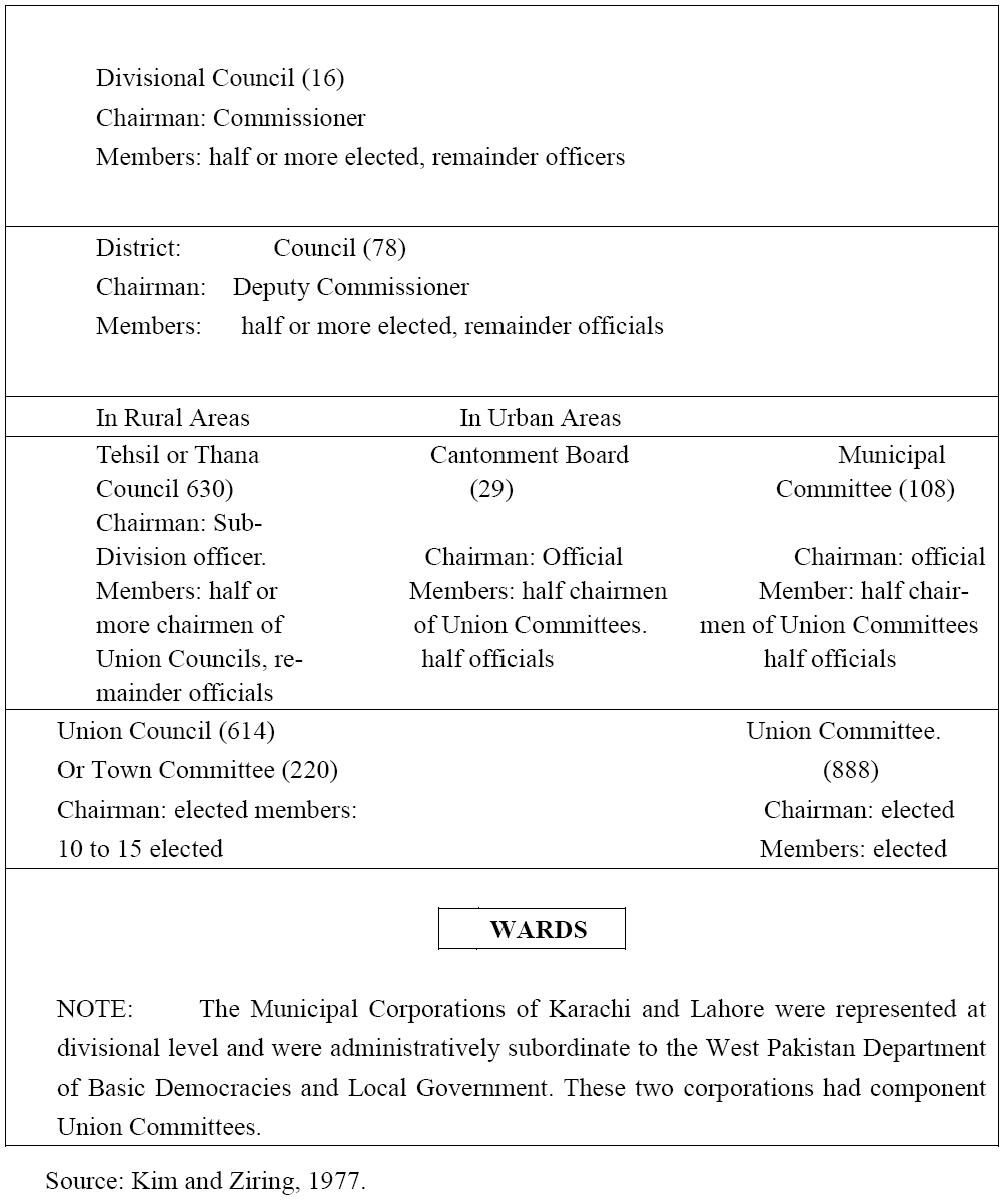 Divisional Council (16)
Chairman: Commissioner
Members: half or more elected, remainder officers
District: Council (78)
Chairman: Deputy Commissioner
Members: half or more elected, remainder officials
In Rural Areas In Urban Areas
Tehsil or Thana
Council 630)
Chairman: Sub-
Division officer.
Members: half or
more chairmen of
Union Councils, re-
mainder officials
Cantonment Board
(29)
Chairman: Official
Members: half chairmen
of Union Committees.
half officials
Municipal
Committee (108)
Chairman: official
Member: half chair-
men of Union Committees
half officials
Union Council (614)
Or Town Committee (220)
Chairman: elected members:
10 to 15 elected
Union Committee.
(888)
Chairman: elected
Members: elected
WARDS
NOTE: The Municipal Corporations of Karachi and Lahore were represented at
divisional level and were administratively subordinate to the West Pakistan Department
of Basic Democracies and Local Government. These two corporations had component
Union Committees.
Source: Kim and Ziring, 1977.